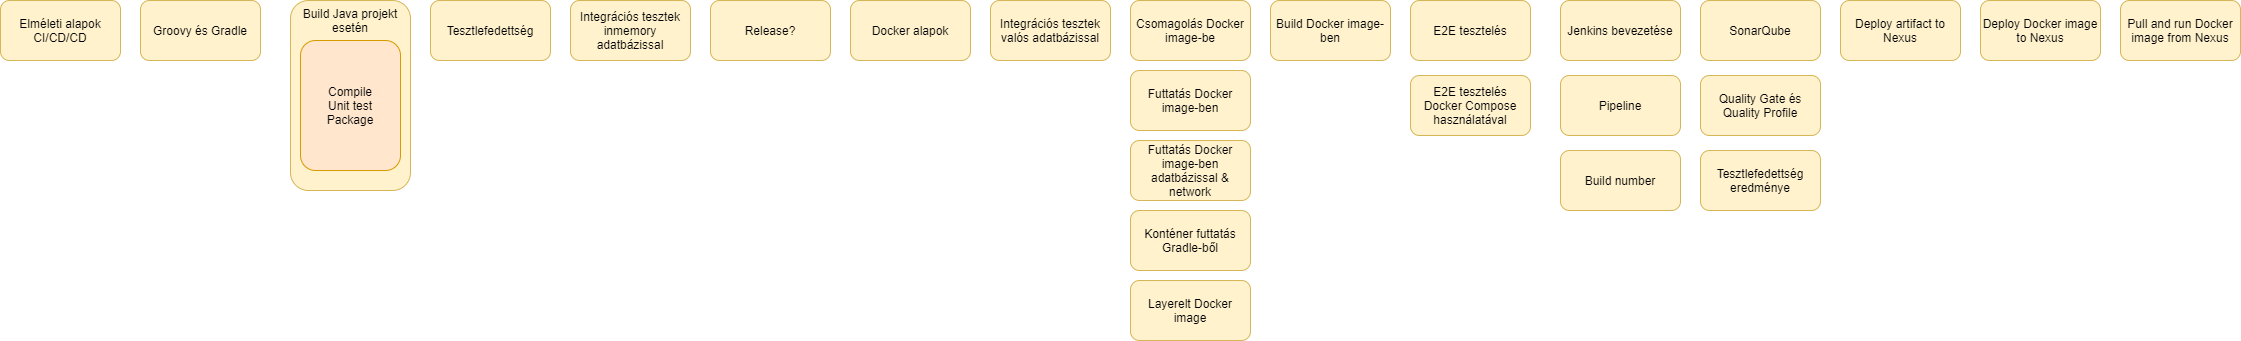 Elméleti alapok
CI/CD/CD
Groovy és Gradle
Build Java projekt
esetén
Compile
Unit test
Package
Tesztlefedettség
Integrációs tesztek
inmemory
adatbázissal
Release?
Docker alapok
Integrációs tesztek
valós adatbázissal
Csomagolás Docker
image-be
Futtatás Docker
image-ben
Futtatás Docker
image-ben
adatbázissal &
network
Konténer futtatás
Gradle-ből
Layerelt Docker
image
Build Docker image-
ben
E2E tesztelés
E2E tesztelés
Docker Compose
használatával
Jenkins bevezetése
Pipeline
Build number
SonarQube
Quality Gate és
Quality Profile
Tesztlefedettség
eredménye
Deploy artifact to
Nexus
Deploy Docker image
to Nexus
Pull and run Docker
image from Nexus